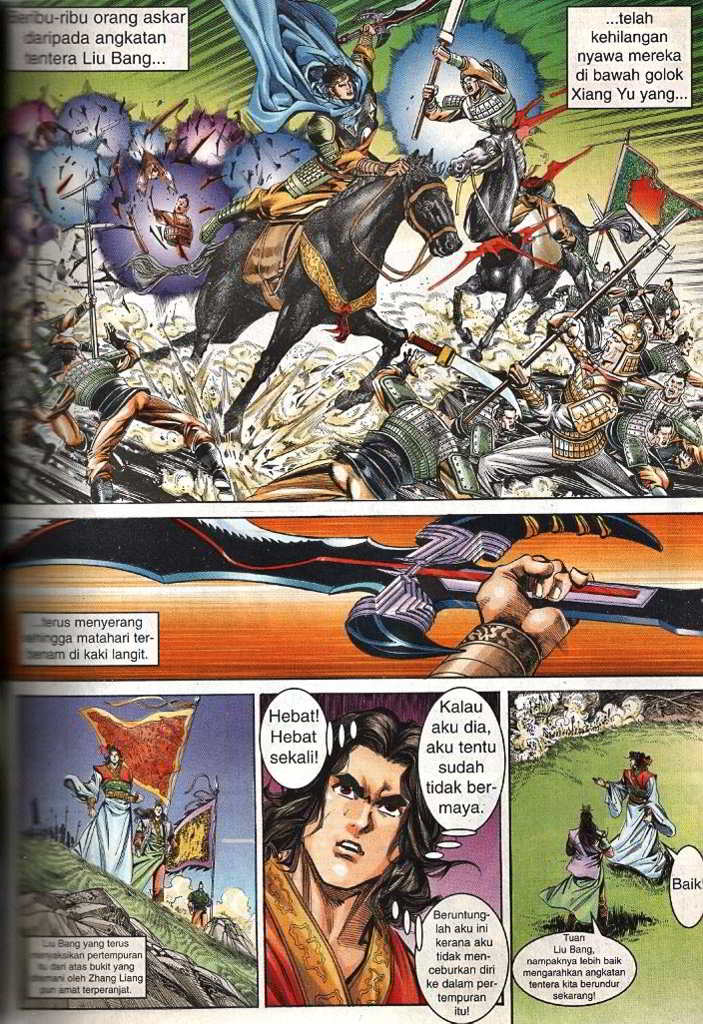 Beribu-ribu orang askar
daripada angkatan
tentera Liu Bang...
...telah
kehilangan
nyawa mereka
di bawah golok
Xiang Yu yang...
...terus menyerang
sehingga matahari ter-
benam di kaki langit.
Liu Bang yang terus
menyaksikan pertempuran
itu dari atas bukit yang
ditemani oleh Zhang Liang
pun amat terperanjat.
Hebat!
Hebat
sekali!
Kalau
aku dia,
aku tentu
sudah
tidak ber-
maya.
Beruntung-
lah aku ini
kerana aku
tidak men-
ceburkan diri
ke dalam per-
tempuran
itu!
Tuan
Liu Bang,
nampaknya lebih baik
mengarahkan angkatan
tentera kita berundur
sekarang!
Baik!